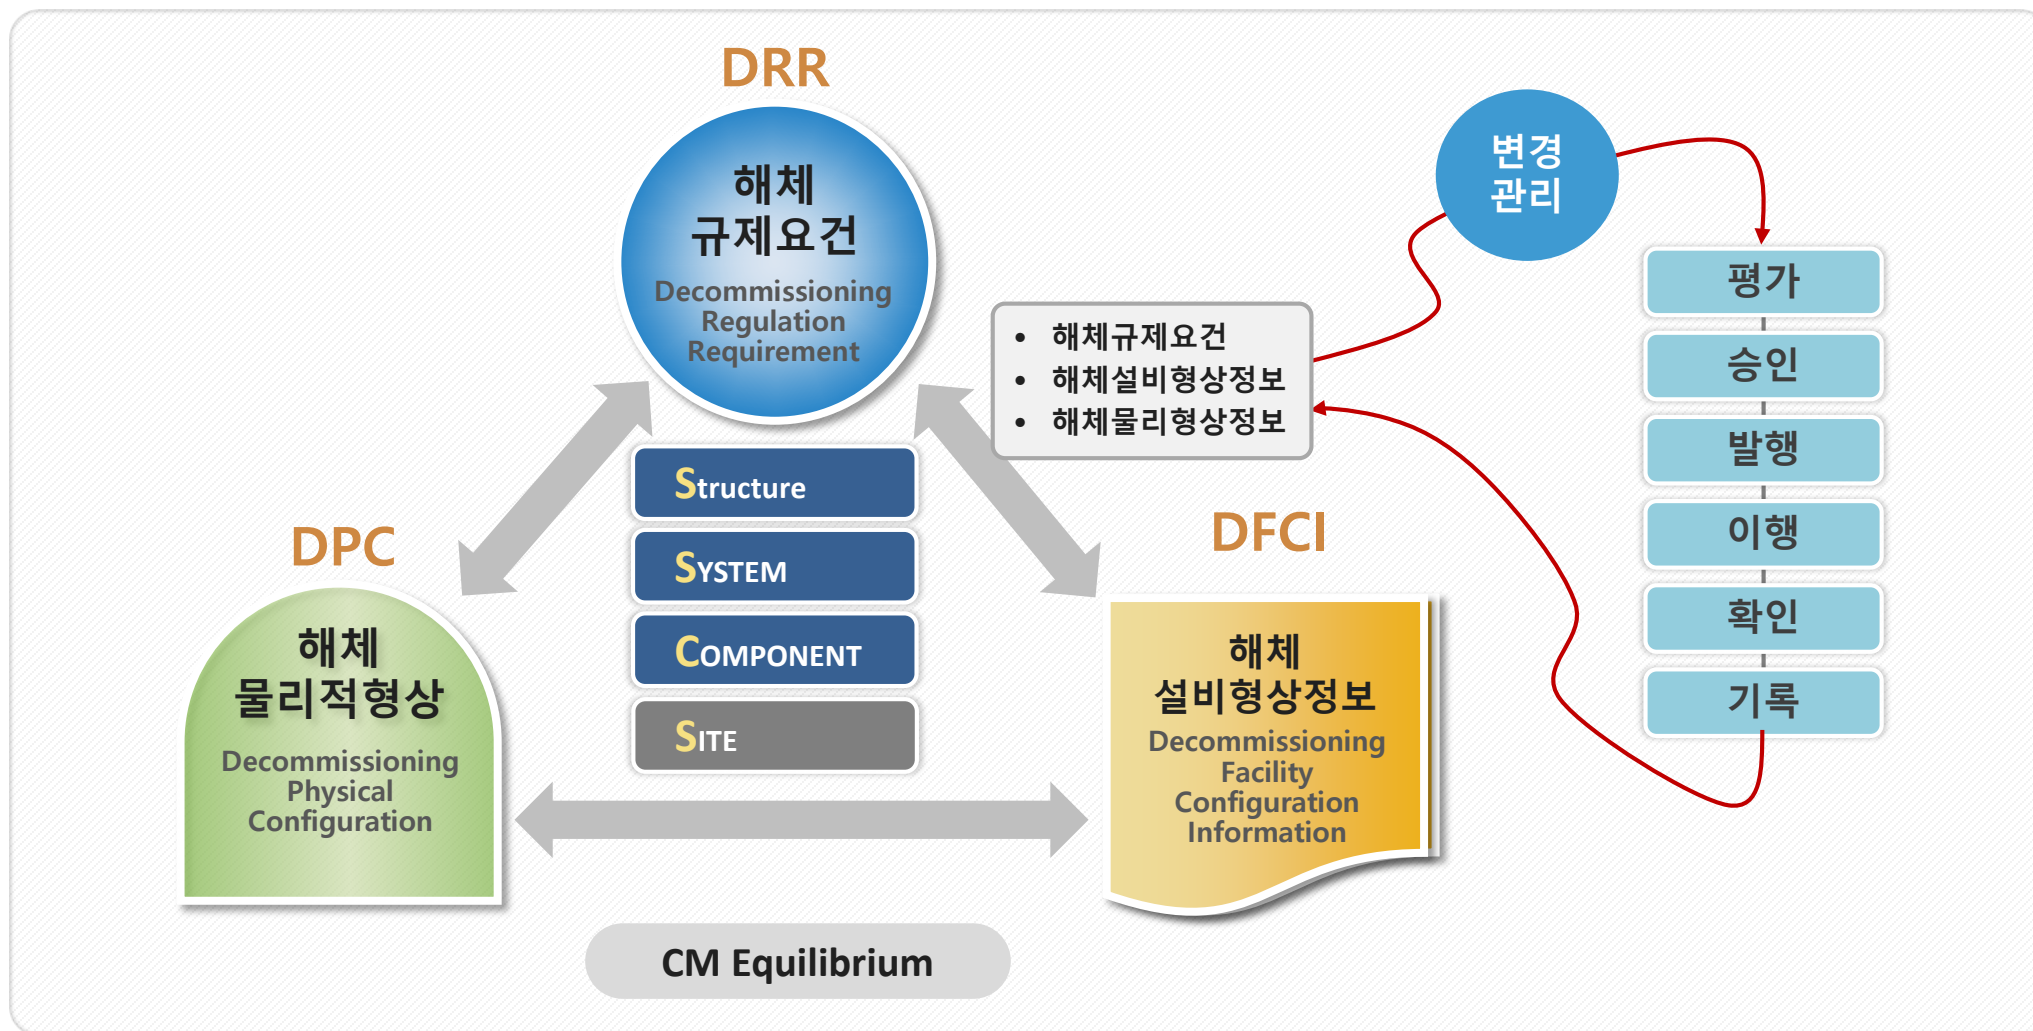 DRR
해체
규제요건
Decommissioning
Regulation
Requirement
DPC
해체
물리적형상
Decommissioning
Physical
Configuration
Structure
SYSTEM
COMPONENT
SITE
DFCI
해체
설비형상정보
Decommissioning
Facility
Configuration
Information
CM Equilibrium
• 해체규제요건
• 해체설비형상정보
• 해체물리형상정보
변경
관리
평가
승인
발행
이행
확인
기록